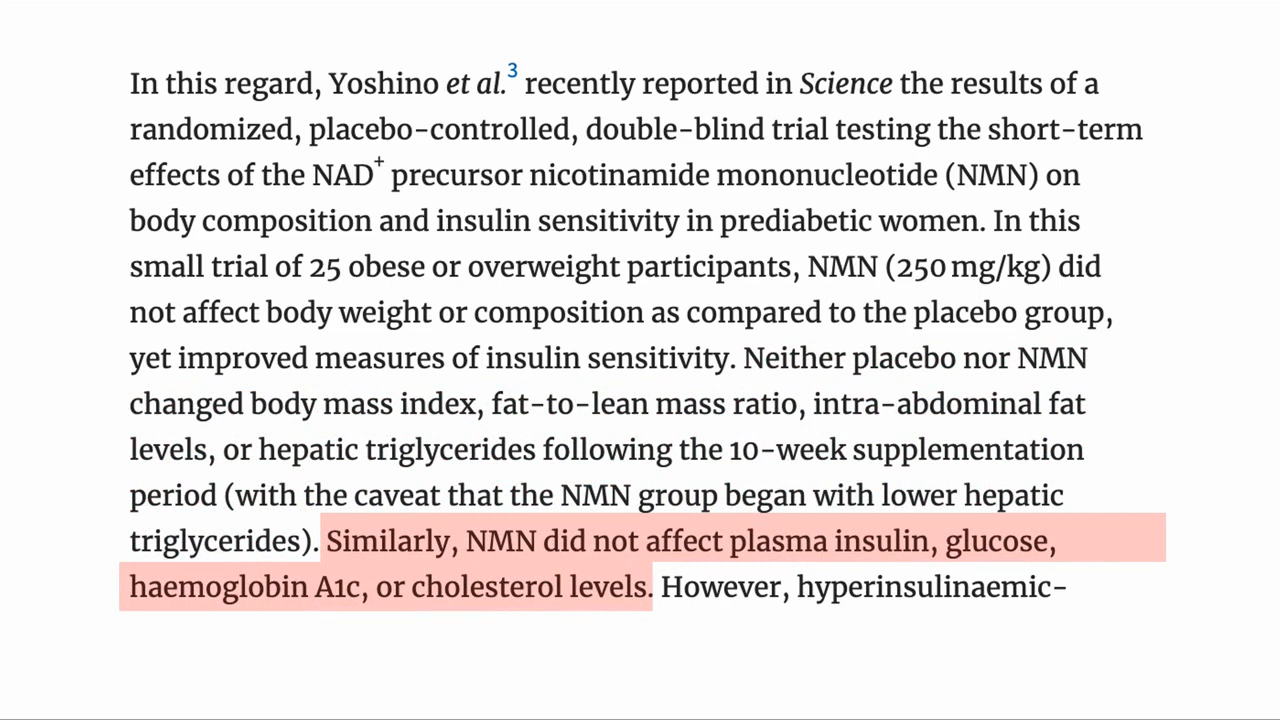 In this regard, Yoshino et al.3 recently reported in Science the results of a
randomized, placebo-controlled, double-blind trial testing the short-term
effects of the NAD+ precursor nicotinamide mononucleotide (NMN) on
body composition and insulin sensitivity in prediabetic women. In this
small trial of 25 obese or overweight participants, NMN (250 mg/kg) did
not affect body weight or composition as compared to the placebo group,
yet improved measures of insulin sensitivity. Neither placebo nor NMN
changed body mass index, fat-to-lean mass ratio, intra-abdominal fat
levels, or hepatic triglycerides following the 10-week supplementation
period (with the caveat that the NMN group began with lower hepatic
triglycerides). Similarly, NMN did not affect plasma insulin, glucose,
haemoglobin A1c, or cholesterol levels. However, hyperinsulinaemic-